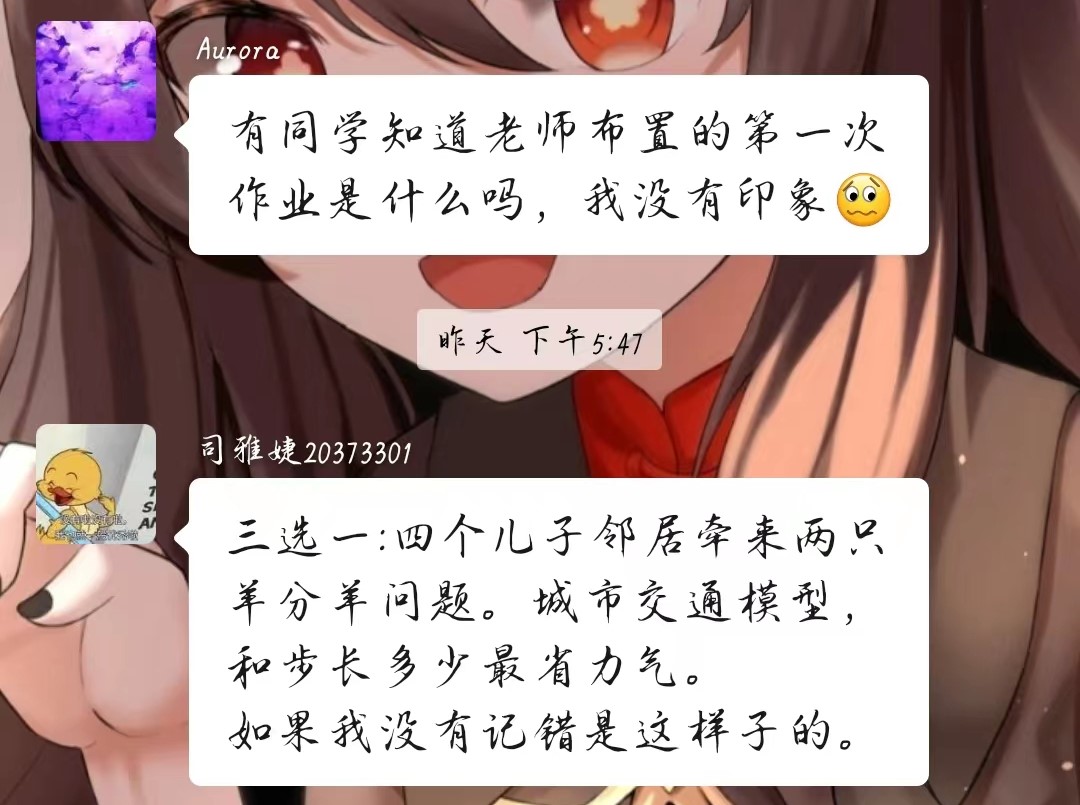 Aurora
有同学知道老师布置的第一次
作业是什么吗，我没有印象
昨天 下午5:47
司雅婕20373301
三选一:四个儿子邻居牵来两只
羊分羊问题。城市交通模型，
和步长多少最省力气。
如果我没有记错是这样子的。